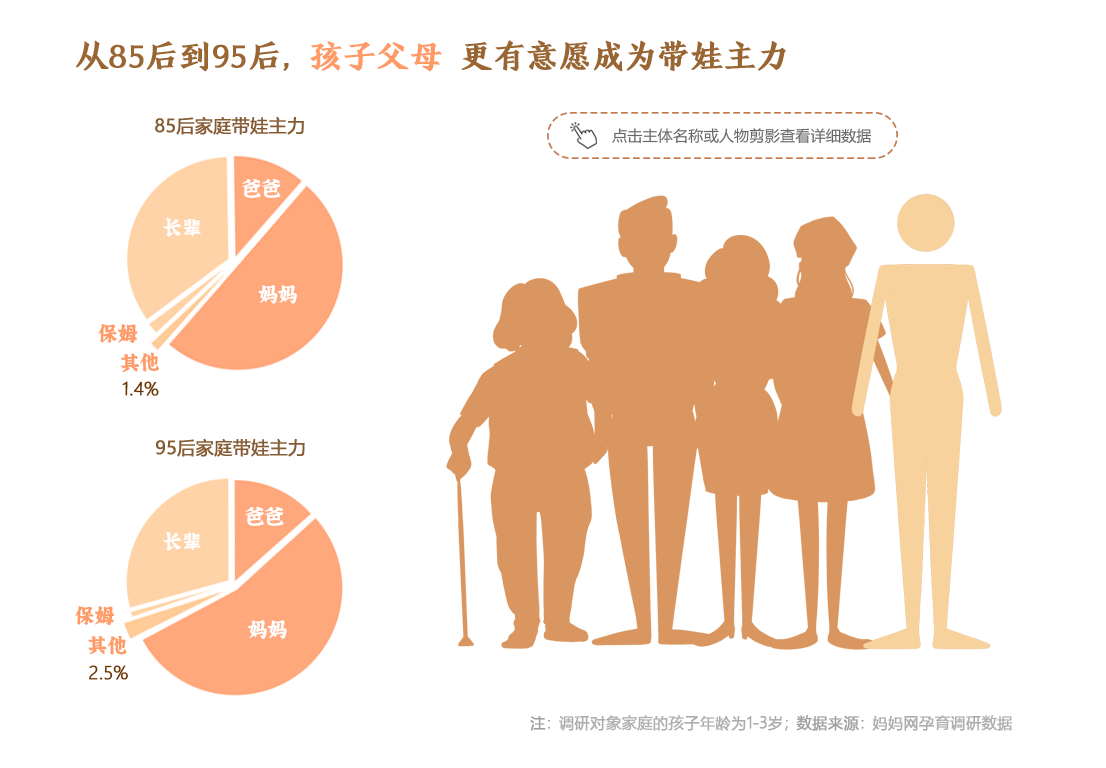 从85后到95后，孩子父母 更有意愿成为带娃主力
85后家庭带娃主力
点击主体名称或人物剪影查看详细数据
爸爸
长辈
妈妈
保姆
其他
1.4%
95后家庭带娃主力
爸爸
长辈
保姆
妈妈
其他
2.5%
注：调研对象家庭的孩子年龄为1-3岁；数据来源：妈妈网孕育调研数据